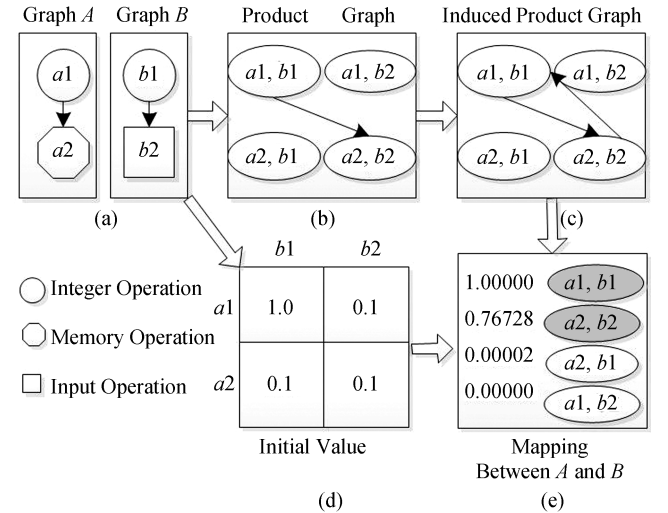 Graph A Graph B Product Graph Induced Product Graph
a1 b1 a1, b1 a1, b2 a1, b1 a1, b2
a2 b2 a2, b1 a2, b2 a2, b1 a2, b2
(a) (b) (c)
b1 b2
Integer Operation
Memory Operation
Input Operation
a1 1.0 0.1
a2 0.1 0.1
Initial Value
(d)
1.00000 a1, b1
0.76728 a2, b2
0.00002 a2, b1
0.00000 a1, b2
Mapping
Between A and B
(e)